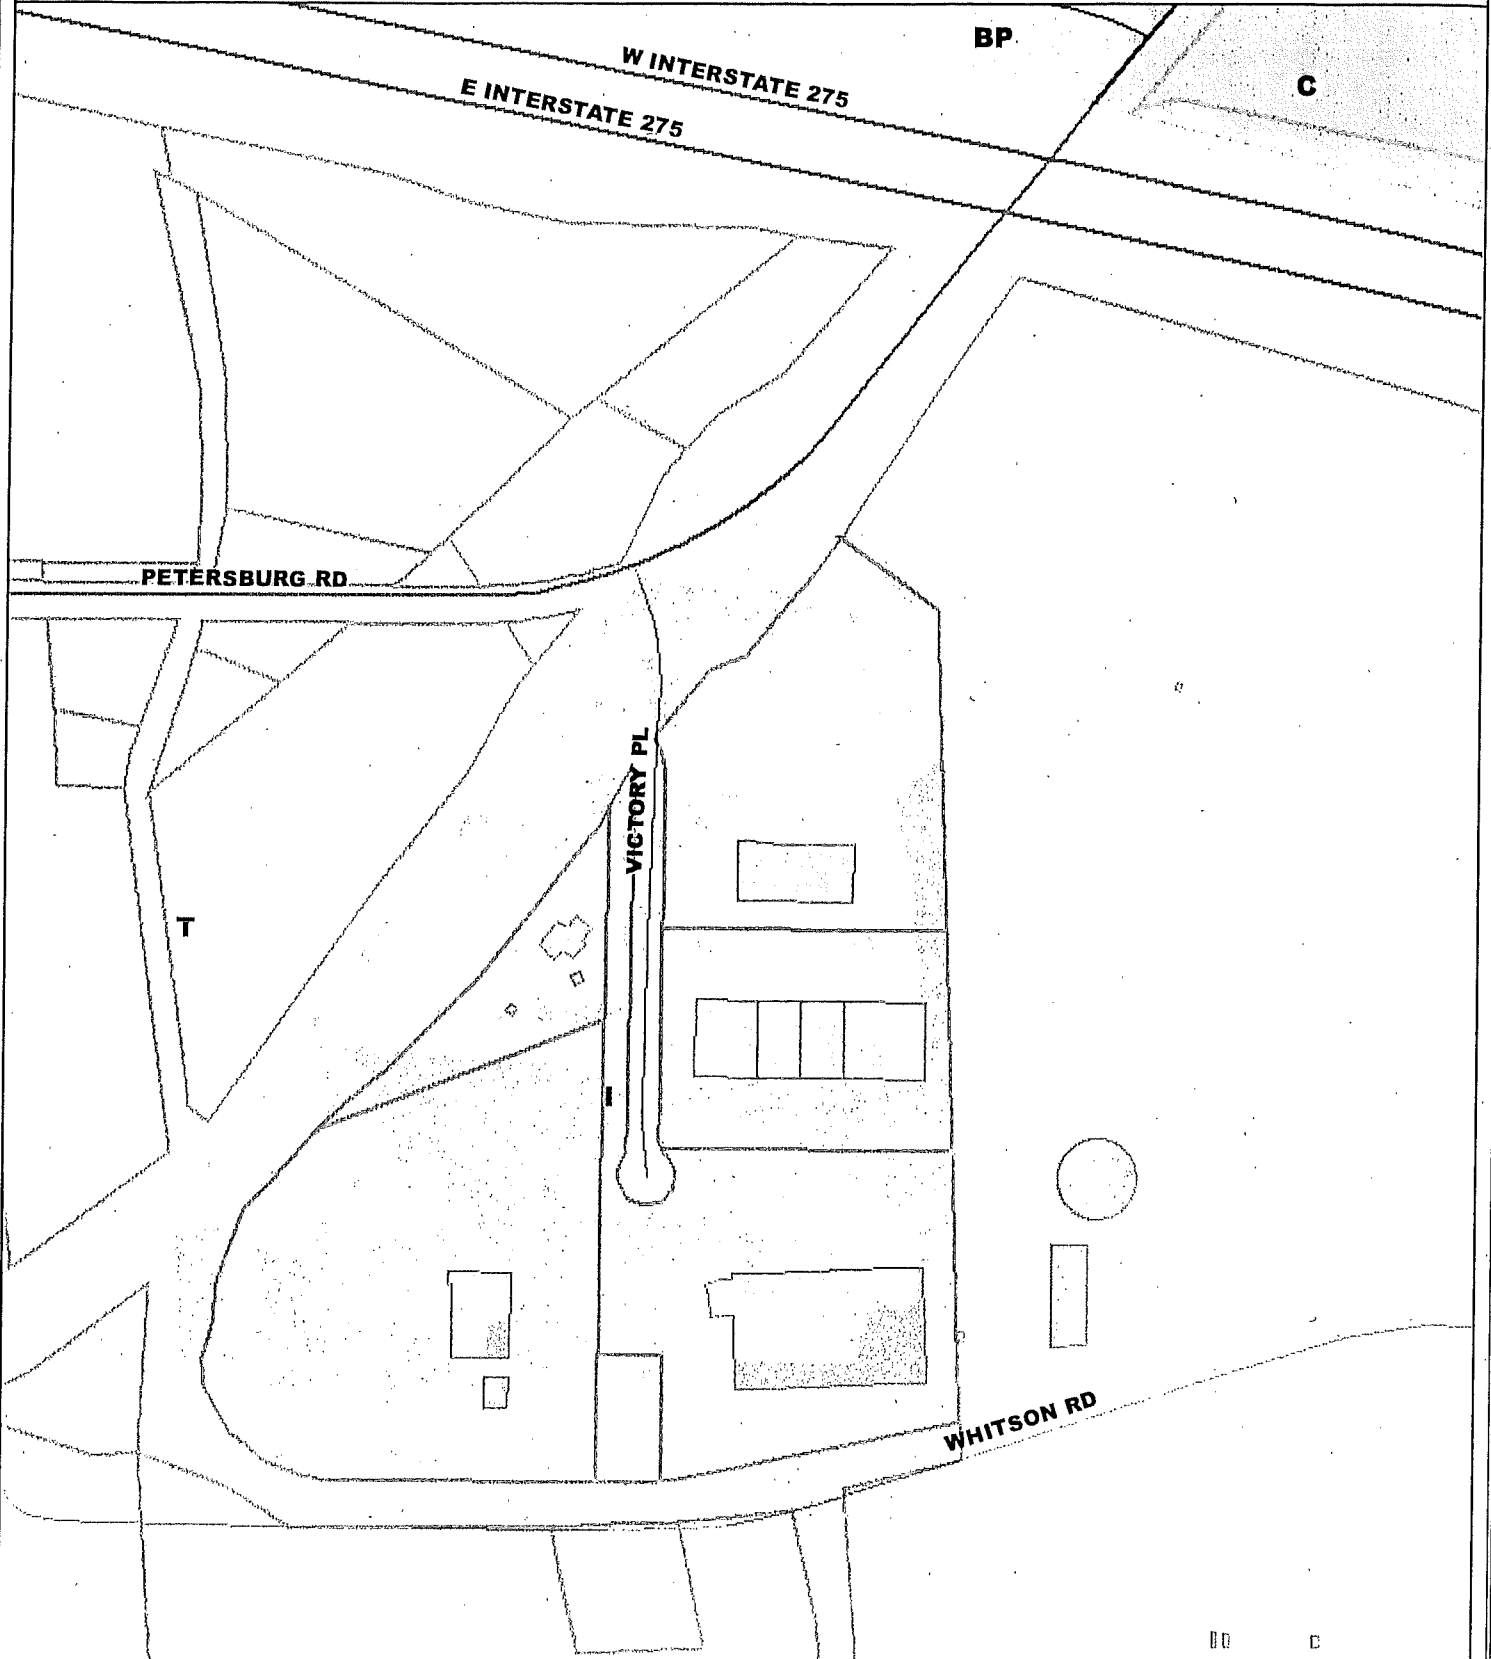 BP
W INTERSTATE 275
C
E INTERSTATE 275
PETERSBURG RD
VICTORY PL
T
I
WHITSON RD